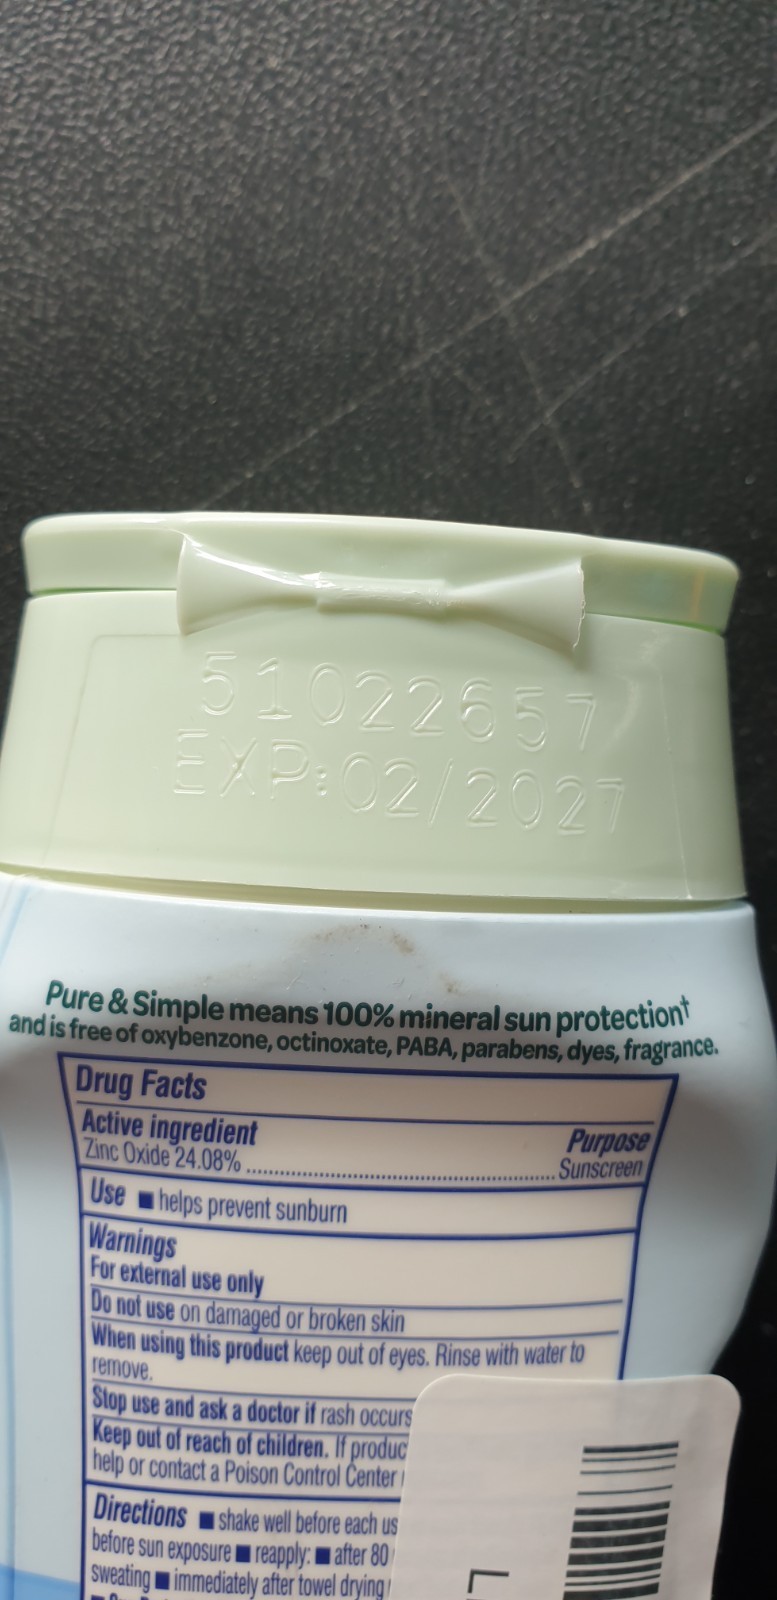 51022657
EXP:02/2027
Pure & Simple means 100% mineral sun protection†
and is free of oxybenzone, octinoxate, PABA, parabens, dyes, fragrance.
Drug Facts
Active ingredient Purpose
Zinc Oxide 24.08% ........................................................ Sunscreen
Use ■ helps prevent sunburn
Warnings
For external use only
Do not use on damaged or broken skin
When using this product keep out of eyes. Rinse with water to
remove.
Stop use and ask a doctor if rash occurs
Keep out of reach of children. If produc
help or contact a Poison Control Center
Directions ■ shake well before each us
before sun exposure ■ reapply: ■ after 80
sweating ■ immediately after towel drying